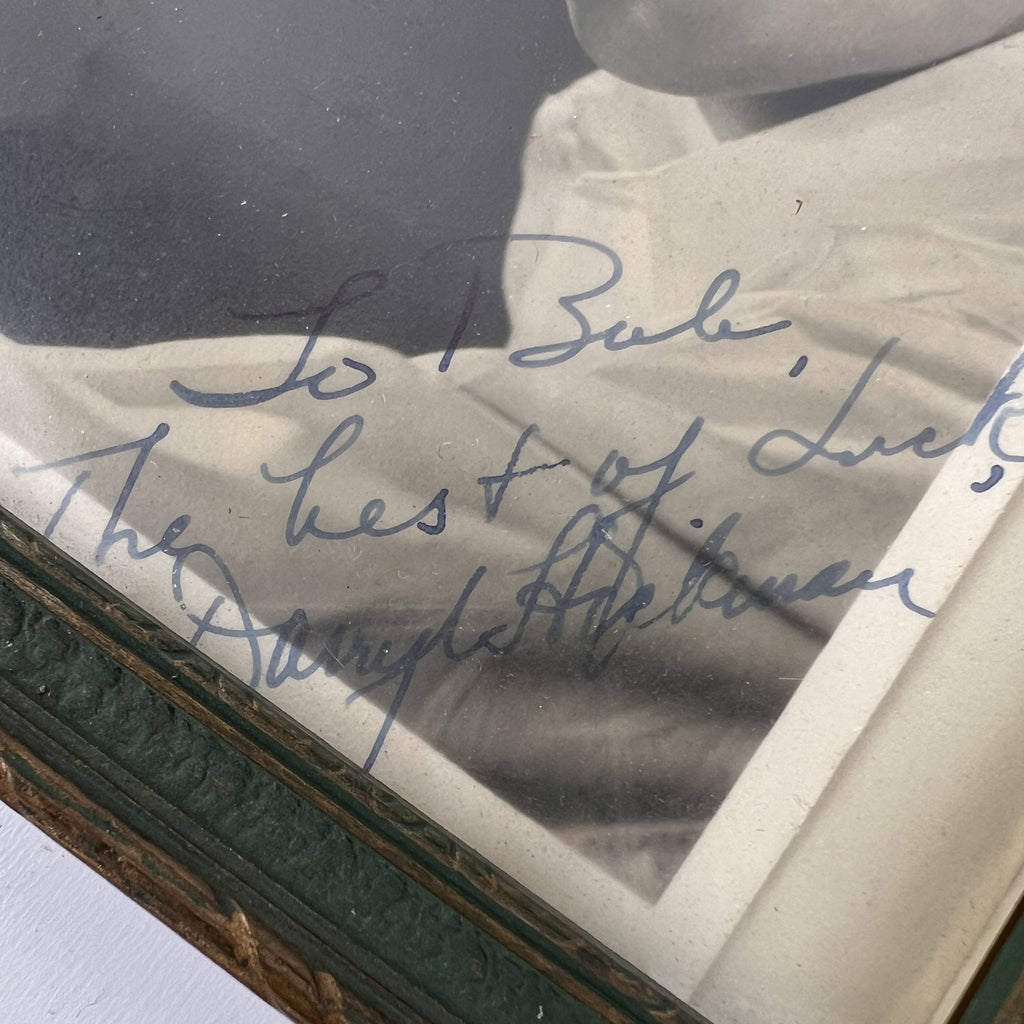 To Bob,
The best of Luck,
Darryl Hickman